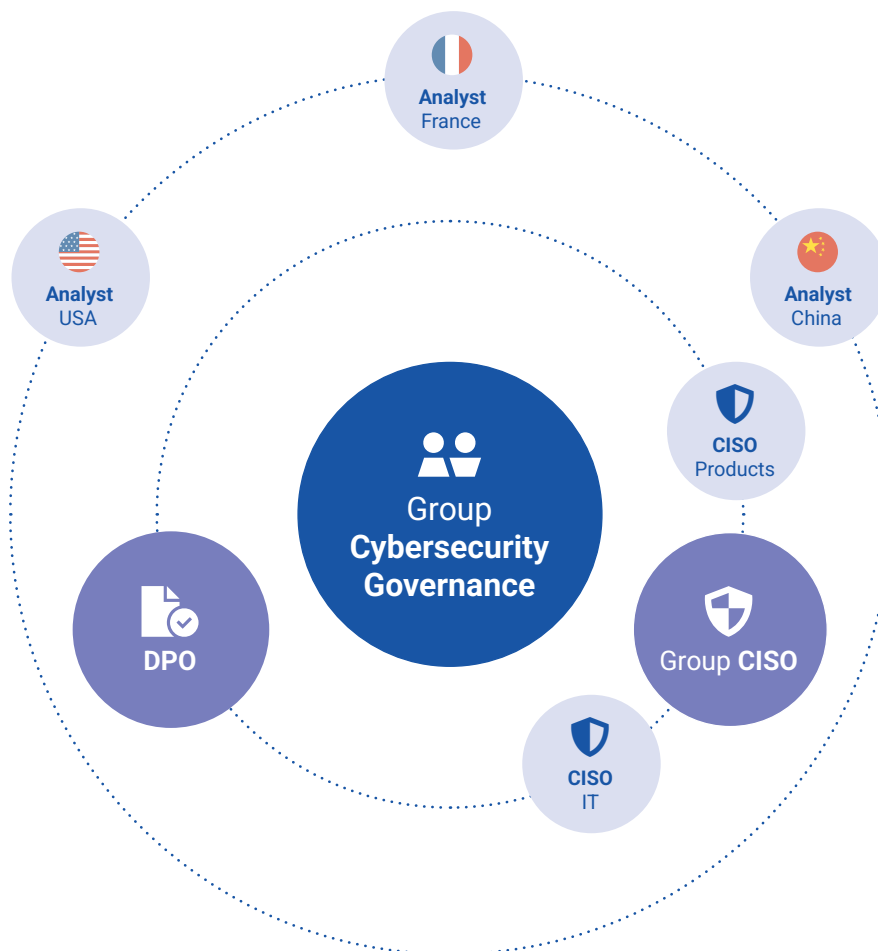 Analyst
France
Analyst
USA
Analyst
China
CISO
Products
Group
Cybersecurity
Governance
DPO
Group CISO
CISO
IT